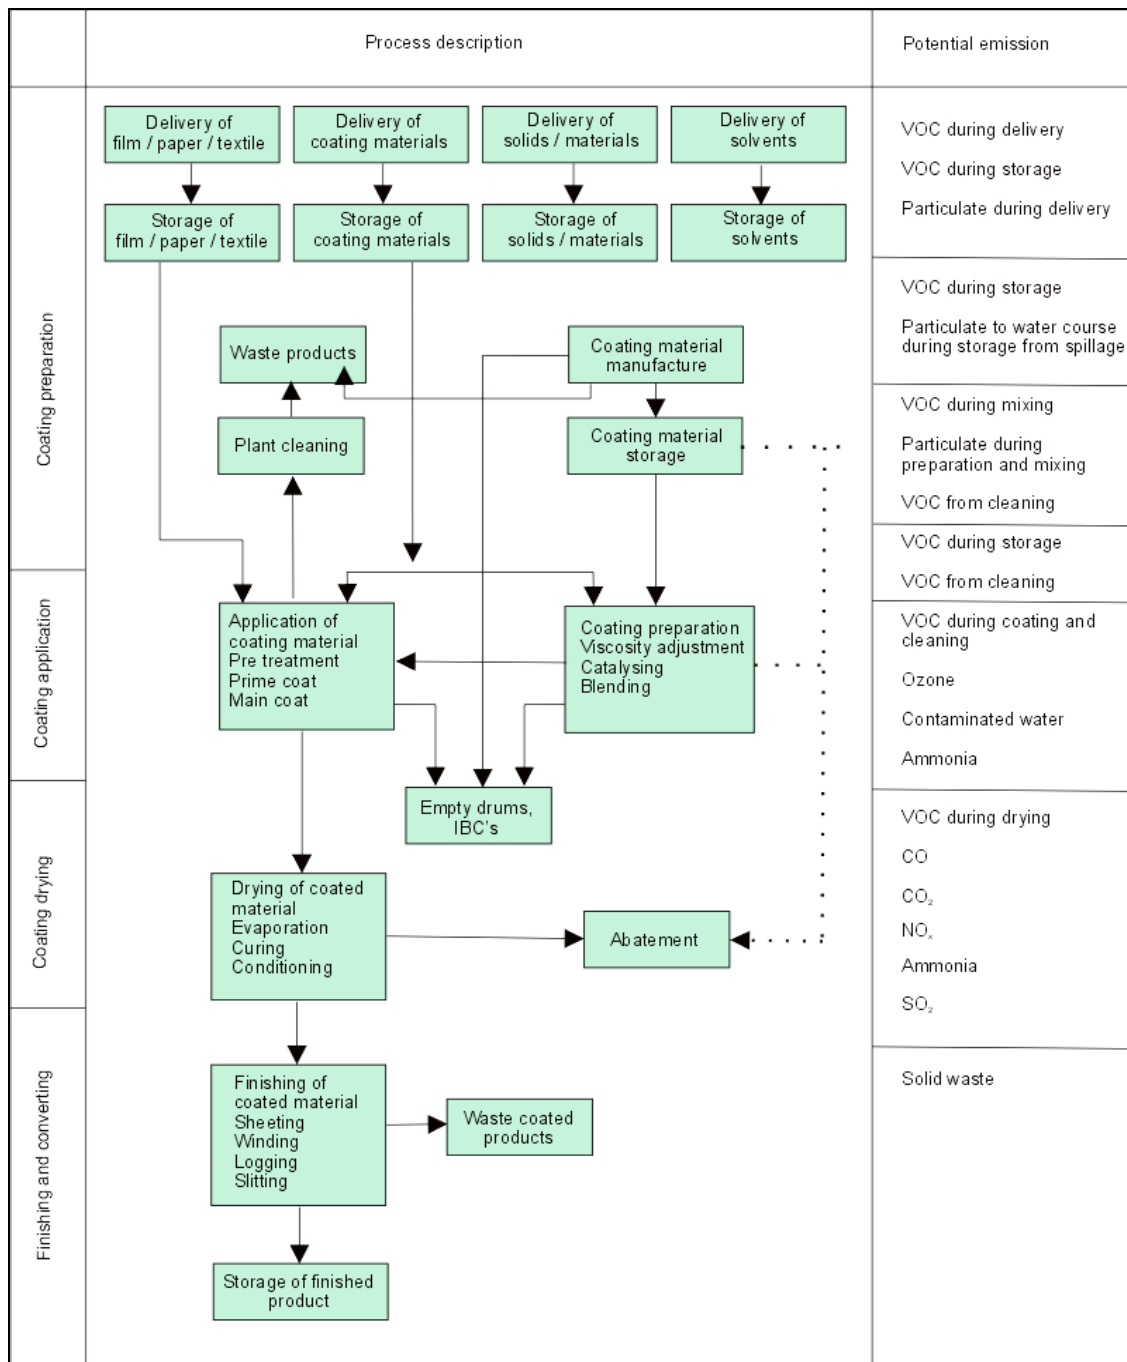 Process description
Potential emission
Coating preparation
Delivery of
film / paper / textile
Delivery of
coating materials
Delivery of
solids / materials
Delivery of
solvents
VOC during delivery
VOC during storage
Particulate during delivery
Storage of
film / paper / textile
Storage of
coating materials
Storage of
solids / materials
Storage of
solvents
VOC during storage
Particulate to water course
during storage from spillage
Waste products
Coating material
manufacture
Plant cleaning
Coating material
storage
VOC during mixing
Particulate during
preparation and mixing
VOC from cleaning
VOC during storage
VOC from cleaning
Coating application
Application of
coating material
Pre treatment
Prime coat
Main coat
Coating preparation
Viscosity adjustment
Catalysing
Blending
VOC during coating and
cleaning
Ozone
Contaminated water
Ammonia
Empty drums,
IBC's
Coating drying
Drying of coated
material
Evaporation
Curing
Conditioning
Abatement
VOC during drying
CO
CO₂
NOₓ
Ammonia
SO₂
Finishing and converting
Finishing of
coated material
Sheeting
Winding
Logging
Slitting
Waste coated
products
Solid waste
Storage of finished
product